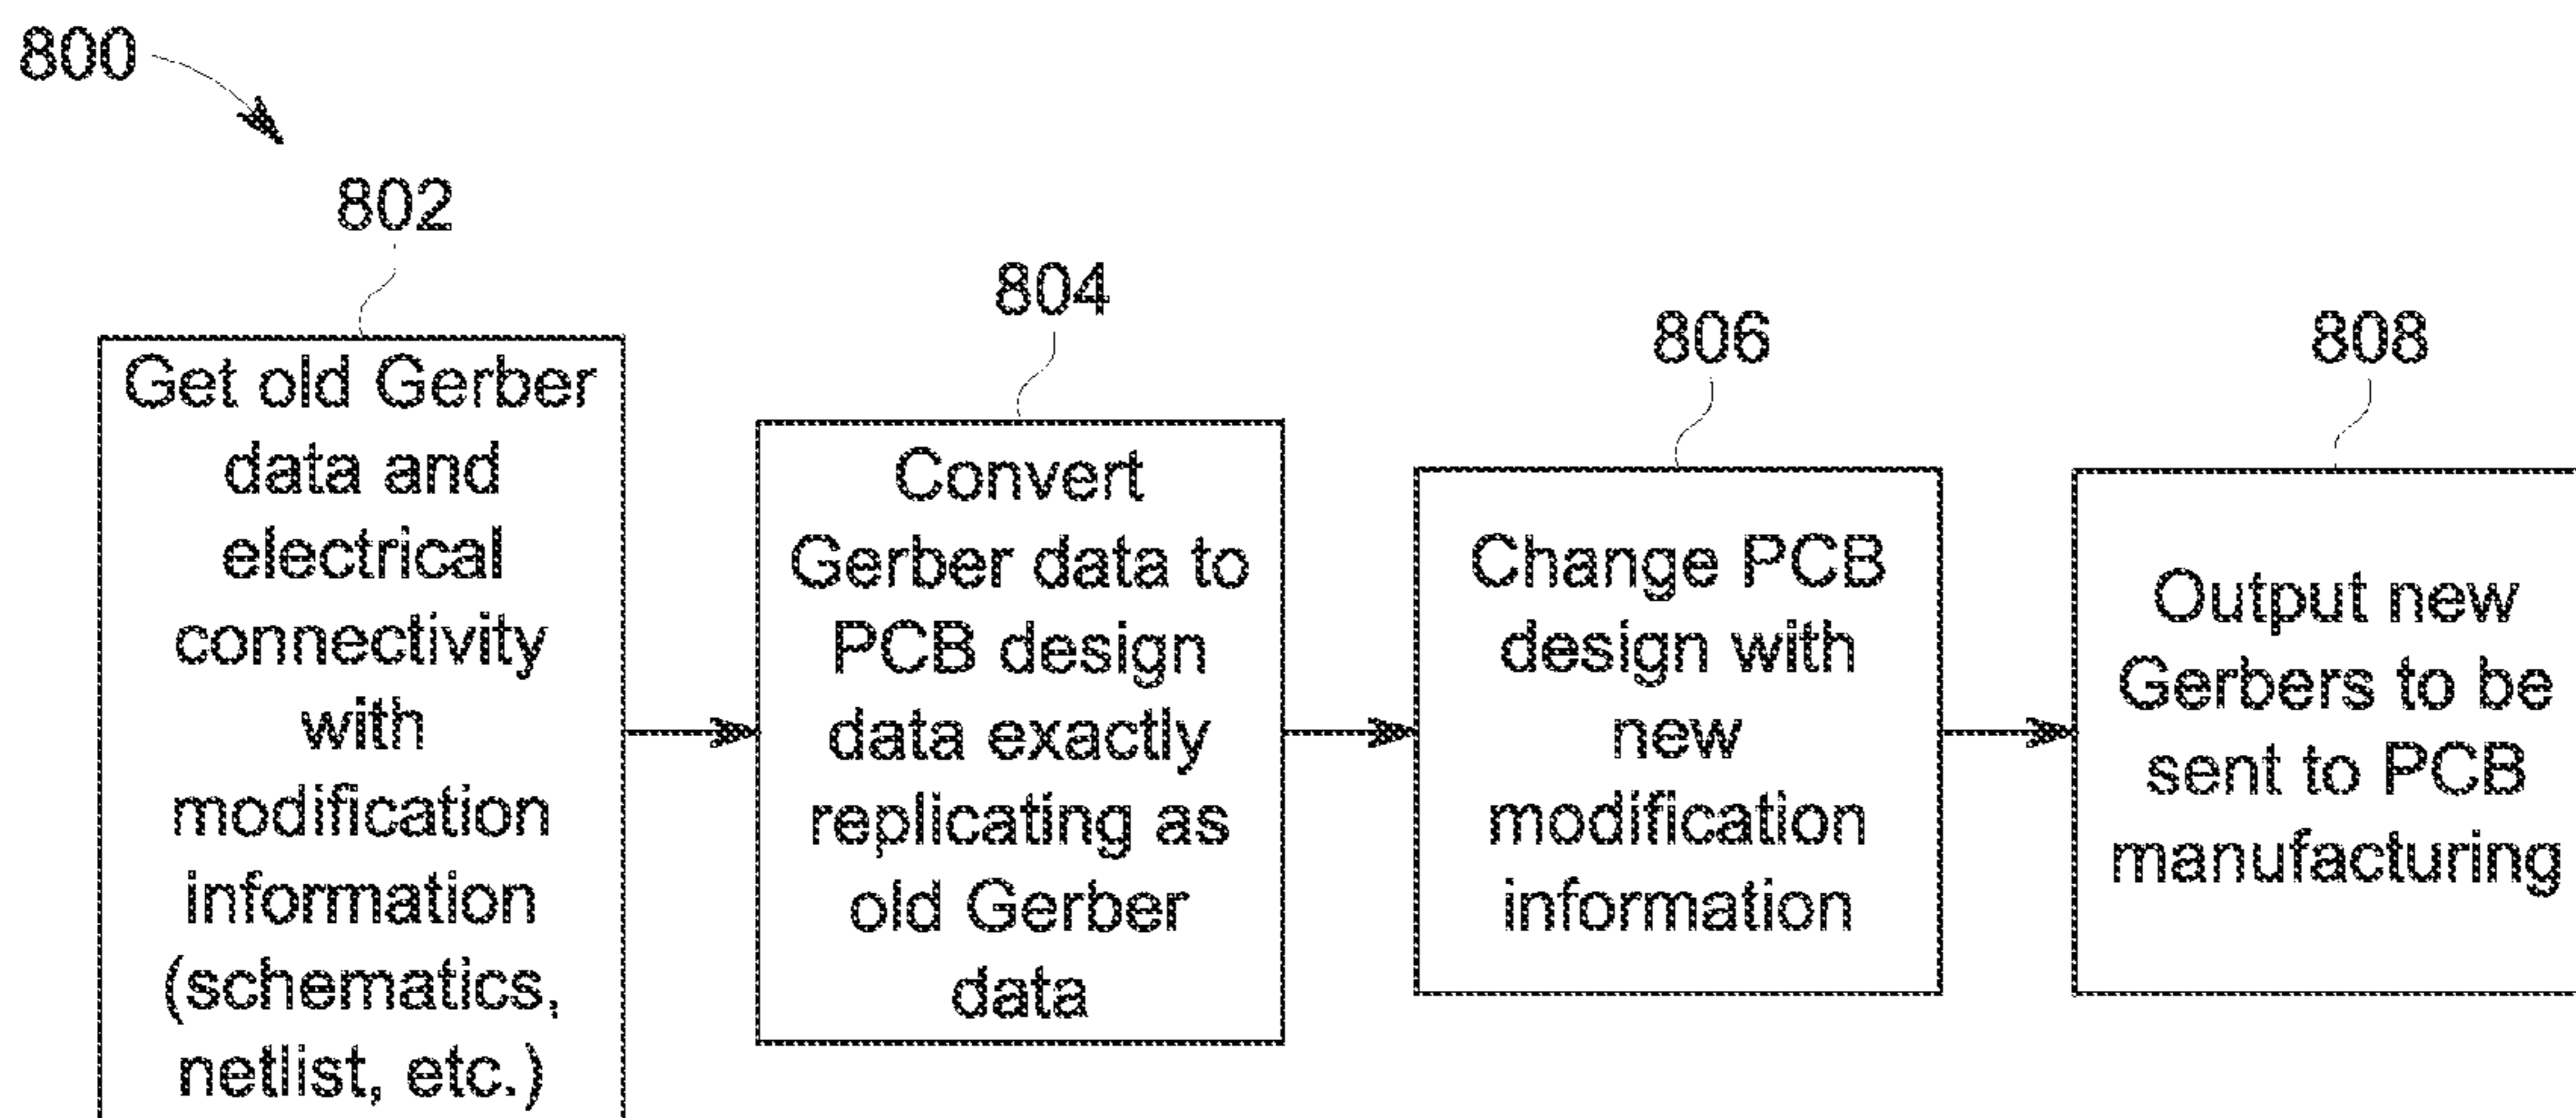 800
802
Get old Gerber
data and
electrical
connectivity
with
modification
information
(schematics,
netlist, etc.)
804
Convert
Gerber data to
PCB design
data exactly
replicating as
old Gerber
data
806
Change PCB
design with
new
modification
information
808
Output new
Gerbers to be
sent to PCB
manufacturing